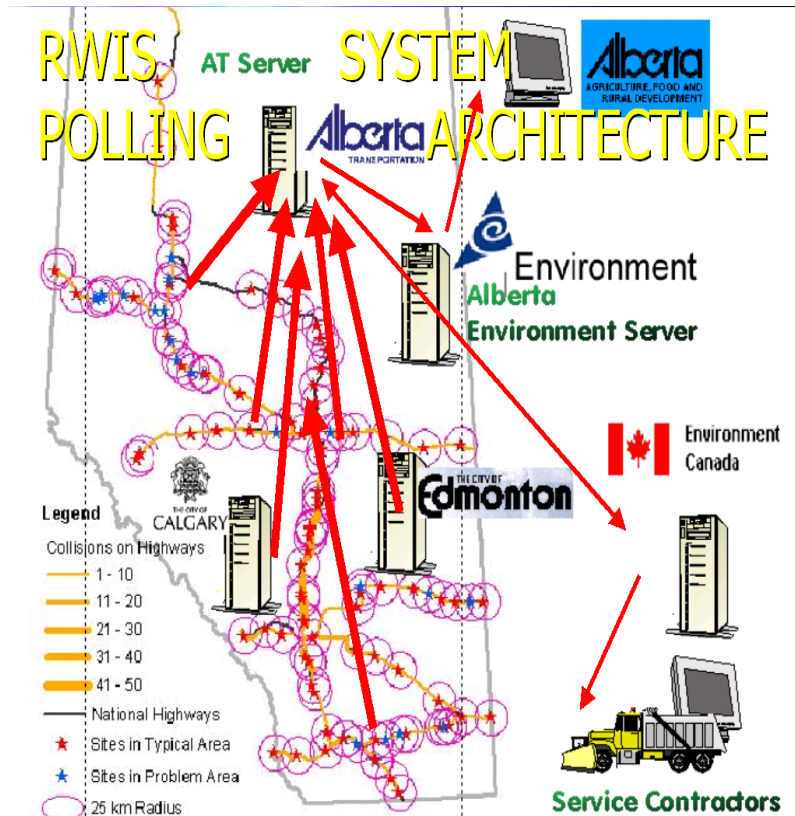 RWIS SYSTEM
POLLING ARCHITECTURE
AT Server
Alberta
TRANSPORTATION
Alberta
AGRICULTURE, FOOD AND
RURAL DEVELOPMENT
Environment
Alberta
Environment Server
Environment
Canada
THE CITY OF
CALGARY
THE CITY OF
Edmonton
Legend
Collisions on Highways
1 - 10
11 - 20
21 - 30
31 - 40
41 - 50
National Highways
Sites in Typical Area
Sites in Problem Area
25 km Radius
Service Contractors